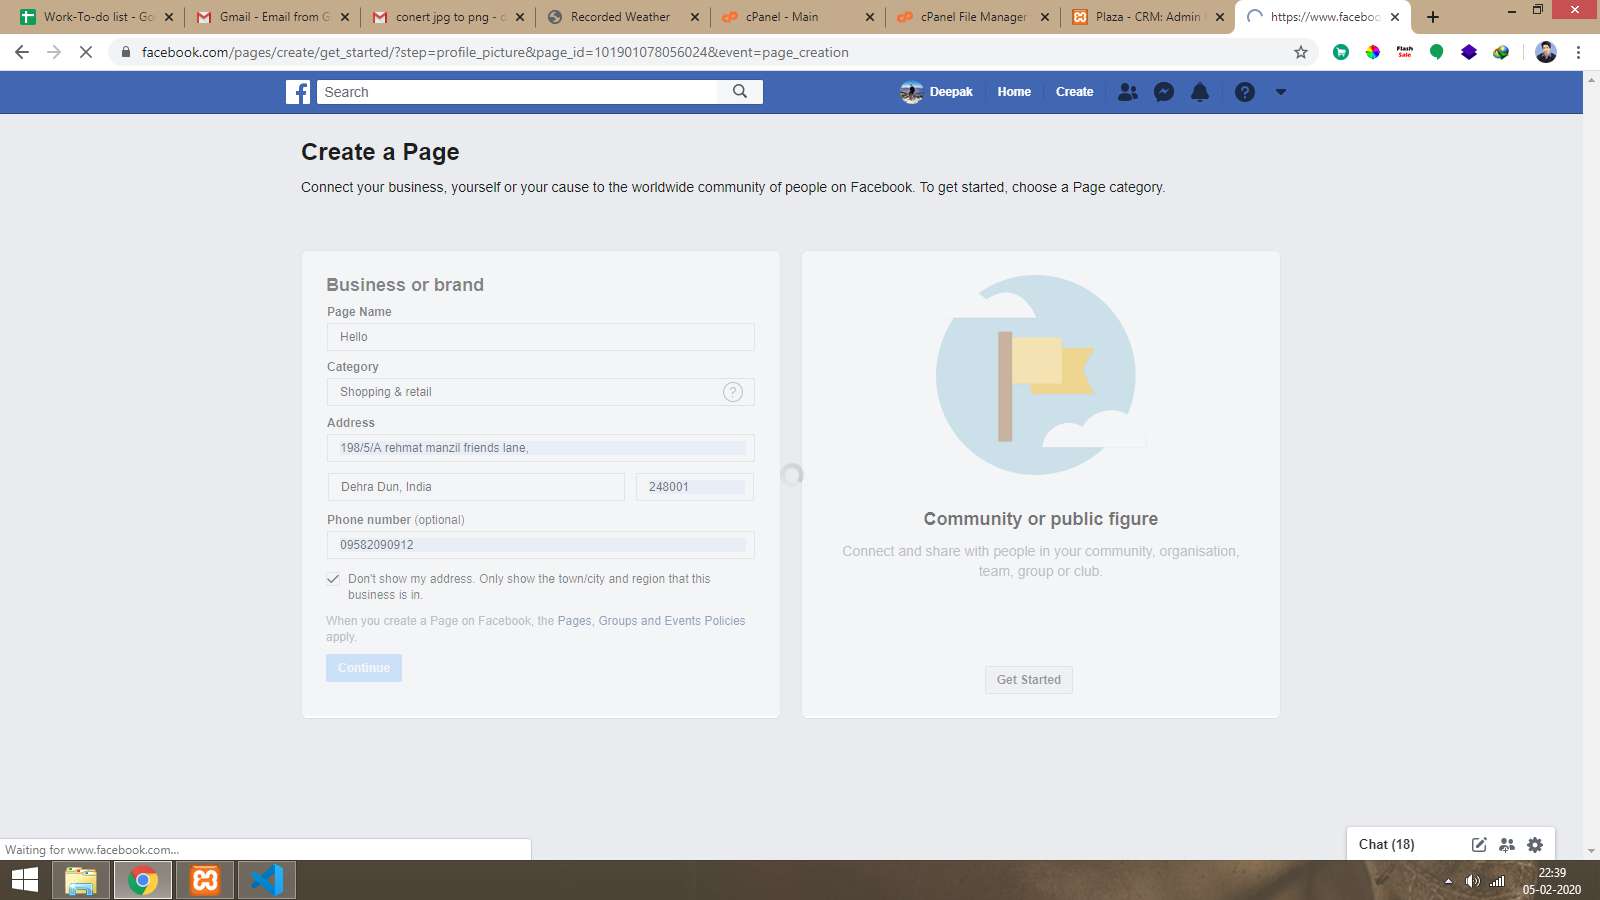 Work-To-do list - Go
Gmail - Email from G
conert jpg to png - c
Recorded Weather
cPanel - Main
cPanel File Manager
Plaza - CRM: Admin
https://www.faceboo
facebook.com/pages/create/get_started/?step=profile_picture&page_id=101901078056024&event=page_creation
Flash
Sale
Search
Deepak
Home
Create
Create a Page
Connect your business, yourself or your cause to the worldwide community of people on Facebook. To get started, choose a Page category.
Business or brand
Page Name
Hello
Category
Shopping & retail
?
Address
198/5/A rehmat manzil friends lane,
Dehra Dun, India
248001
Phone number (optional)
09582090912
Don't show my address. Only show the town/city and region that this
business is in.
When you create a Page on Facebook, the Pages, Groups and Events Policies
apply.
Continue
Community or public figure
Connect and share with people in your community, organisation,
team, group or club.
Get Started
Chat (18)
Waiting for www.facebook.com...
22:39
05-02-2020